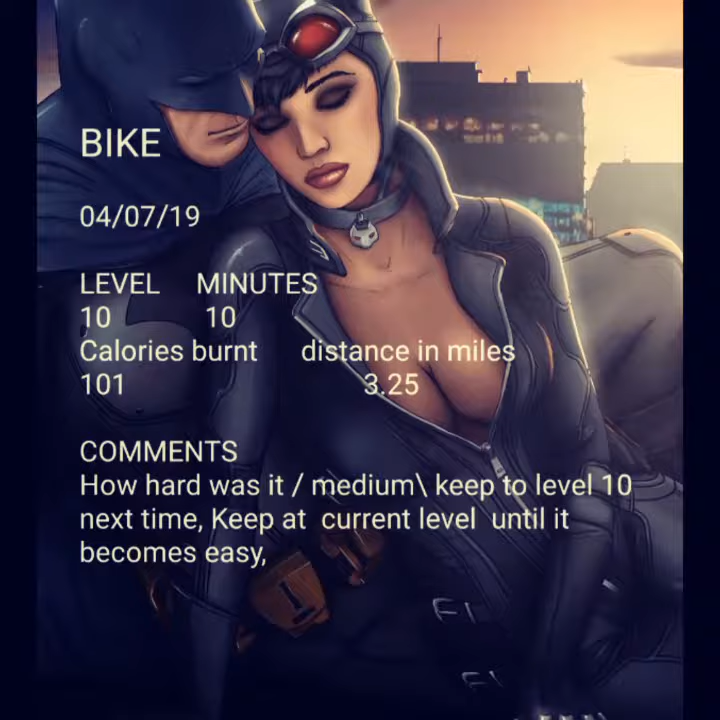 BIKE
04/07/19
LEVEL MINUTES
10 10
Calories burnt distance in miles
101 3.25
COMMENTS
How hard was it / medium\ keep to level 10
next time, Keep at current level until it
becomes easy,